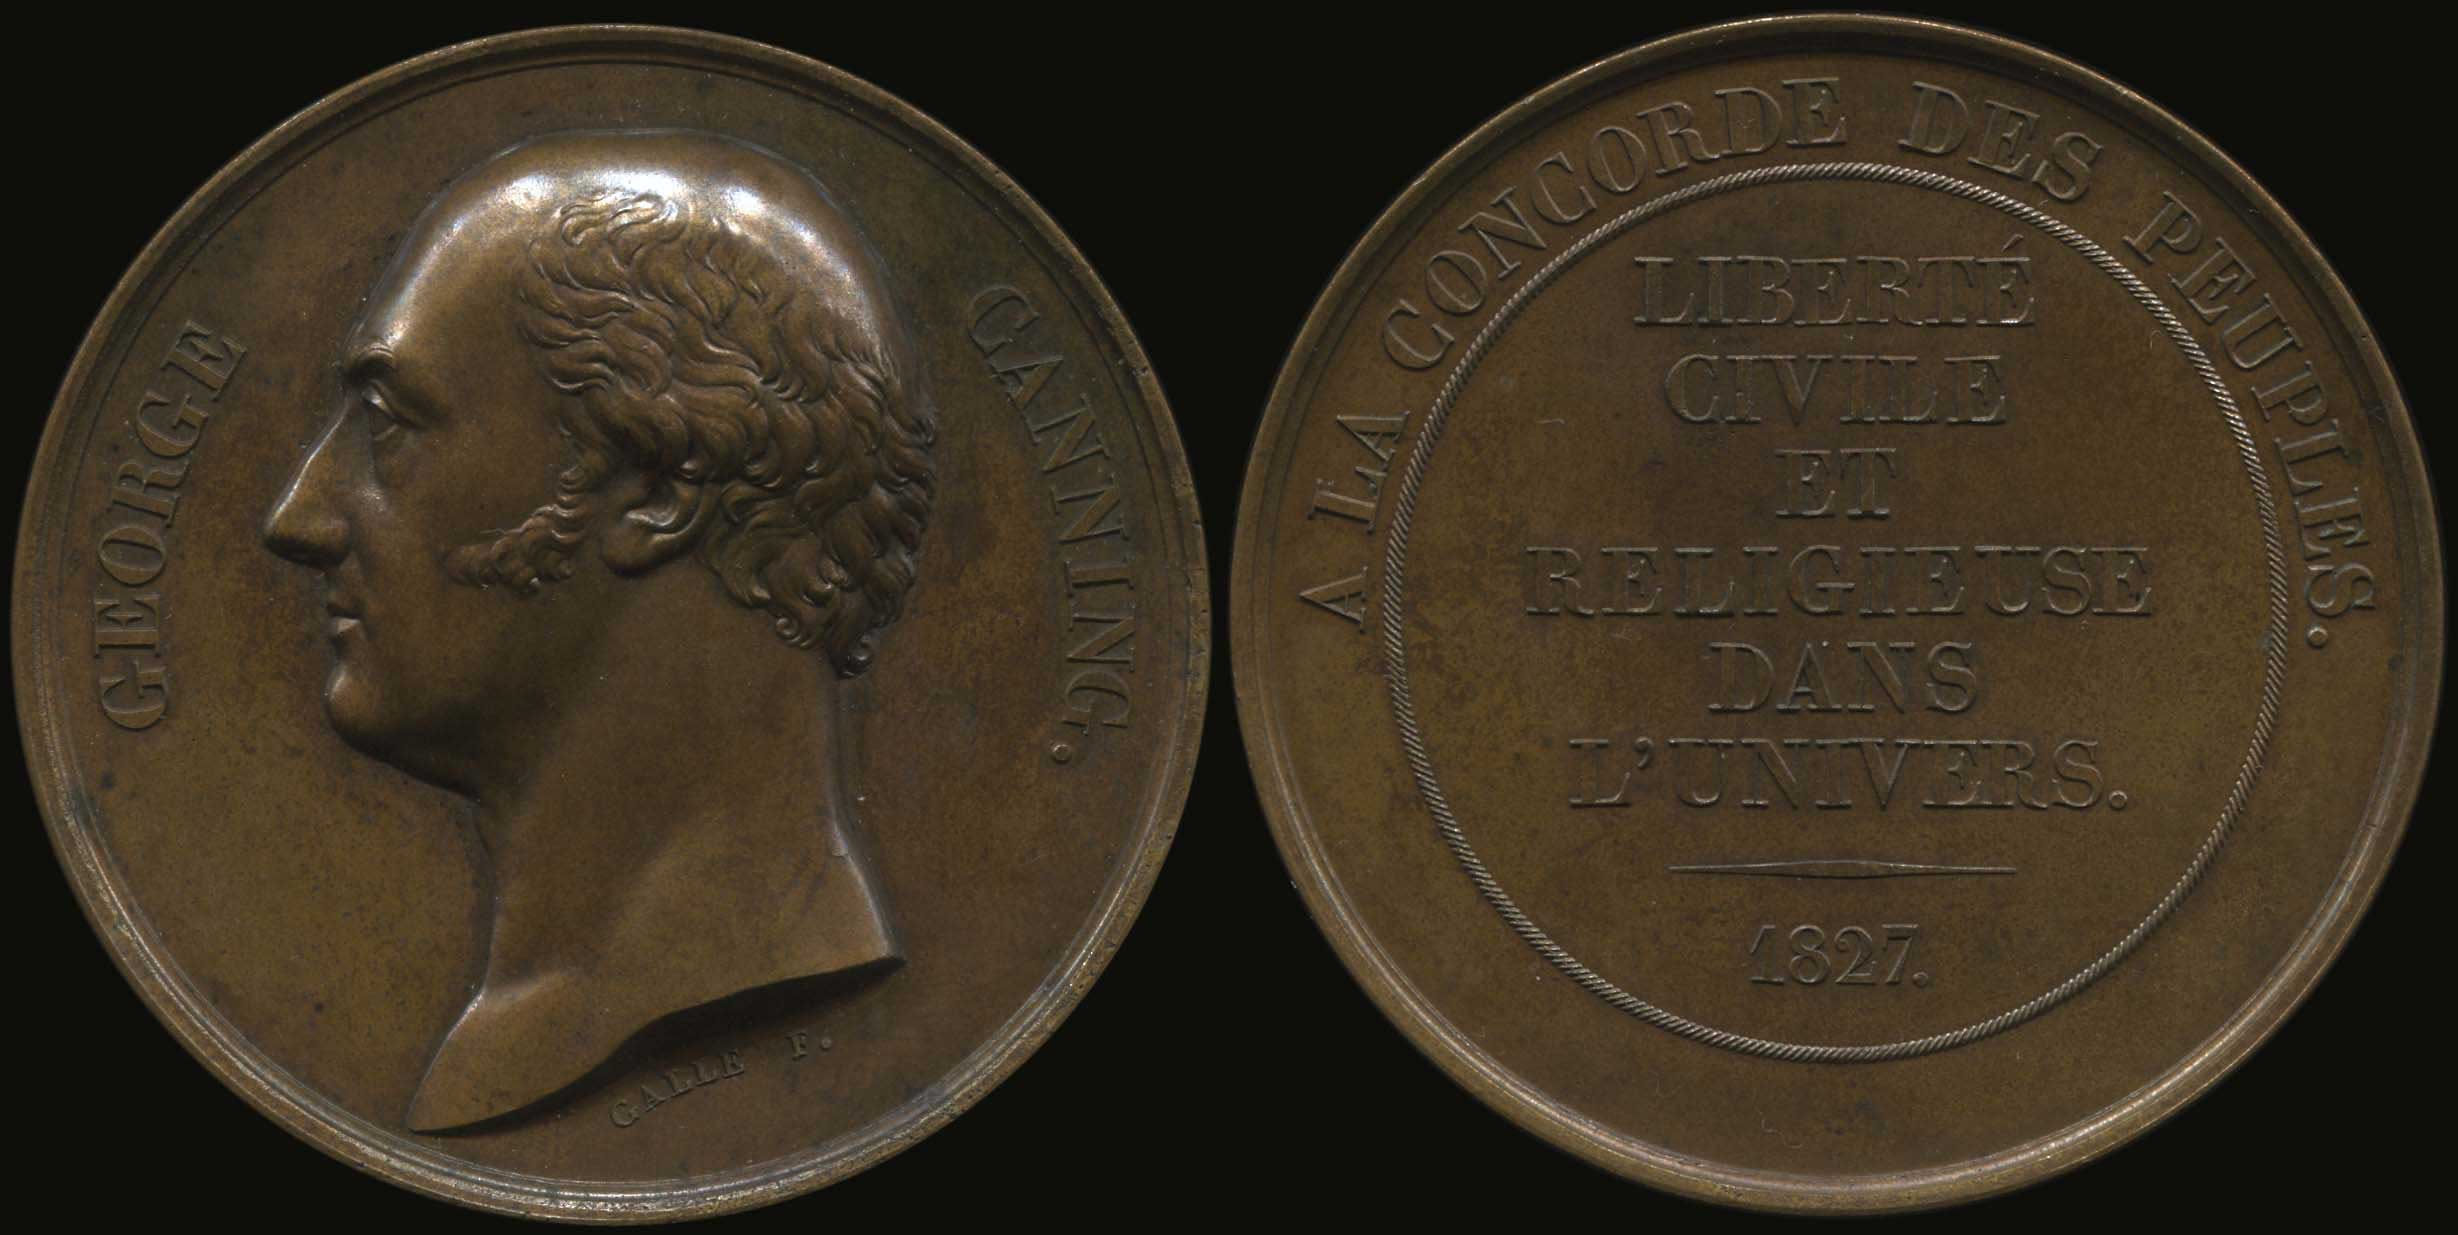 GEORGE CANNING.
GALLE F.
A LA CONCORDE DES PEUPLES.
LIBERTÉ
CIVILE
ET
RELIGIEUSE
DANS
L'UNIVERS.
1827.